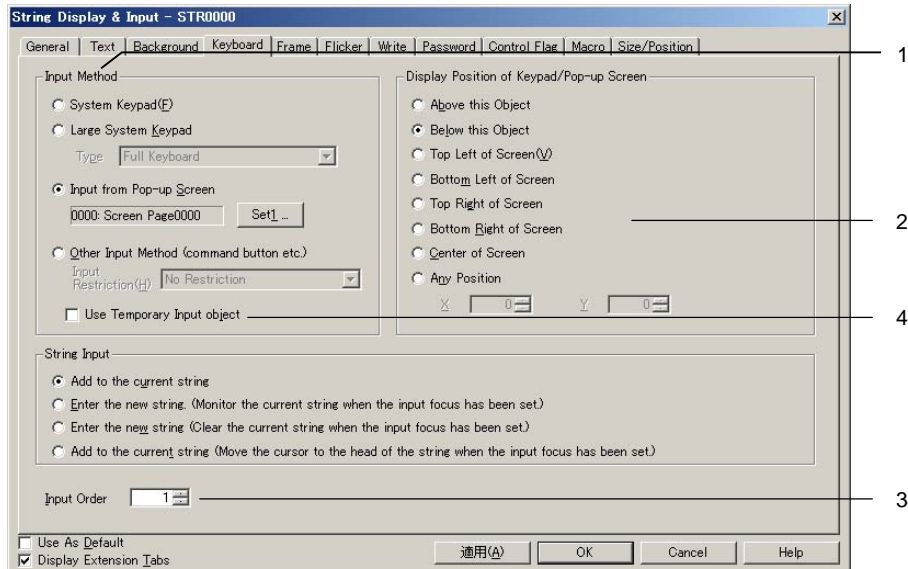 String Display & Input - STR0000
General Text Background Keyboard Frame Flicker Write Password Control Flag Macro Size/Position
1
Input Method
System Keypad(F)
Large System Keypad
Type Full Keyboard
Input from Pop-up Screen
0000: Screen Page0000 Set1 ...
Other Input Method (command button etc.)
Input
Restriction(H) No Restriction
Use Temporary Input object
4
Display Position of Keypad/Pop-up Screen
Above this Object
Below this Object
Top Left of Screen(V)
Bottom Left of Screen
Top Right of Screen
Bottom Right of Screen
Center of Screen
Any Position
X 0 Y 0
2
String Input
Add to the current string
Enter the new string. (Monitor the current string when the input focus has been set.)
Enter the new string (Clear the current string when the input focus has been set.)
Add to the current string (Move the cursor to the head of the string when the input focus has been set.)
Input Order 1
3
Use As Default
Display Extension Tabs
適用(A) OK Cancel Help